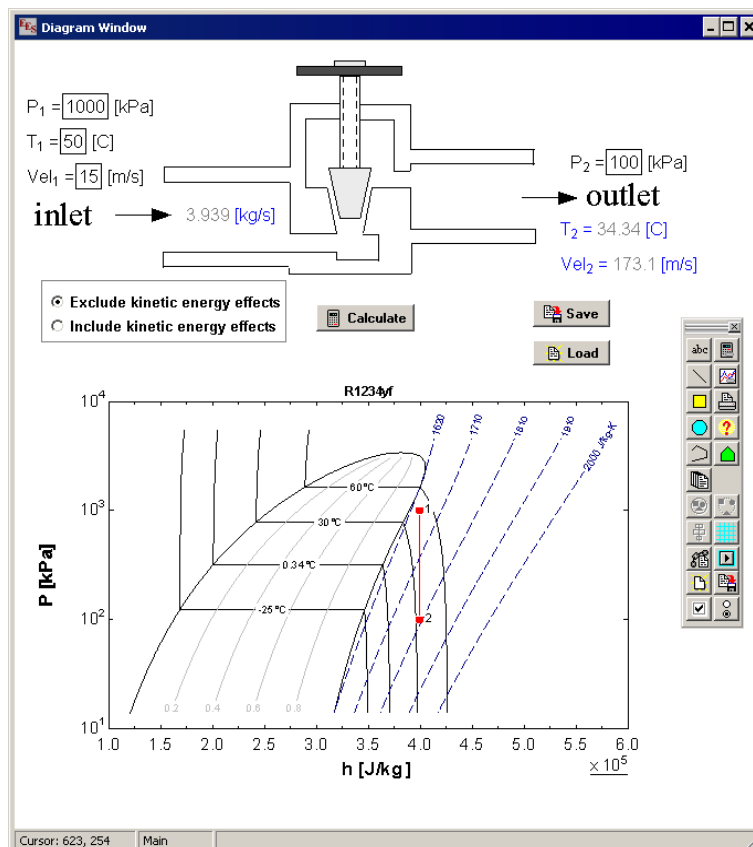 EES Diagram Window
P1 = 1000 [kPa]
T1 = 50 [C]
Vel1 = 15 [m/s]
inlet
3.939 [kg/s]
P2 = 100 [kPa]
outlet
T2 = 34.34 [C]
Vel2 = 173.1 [m/s]
Exclude kinetic energy effects
Include kinetic energy effects
Calculate
Save
Load
abc
R1234yf
10^4
10^3
10^2
10^1
P [kPa]
1620
1710
1810
1910
2000 J/kg-K
60°C
30°C
0.34°C
-25°C
1
2
0.2
0.4
0.6
0.8
1.0
1.5
2.0
2.5
3.0
3.5
4.0
4.5
5.0
5.5
6.0
x 10^5
h [J/kg]
Cursor: 623, 254
Main